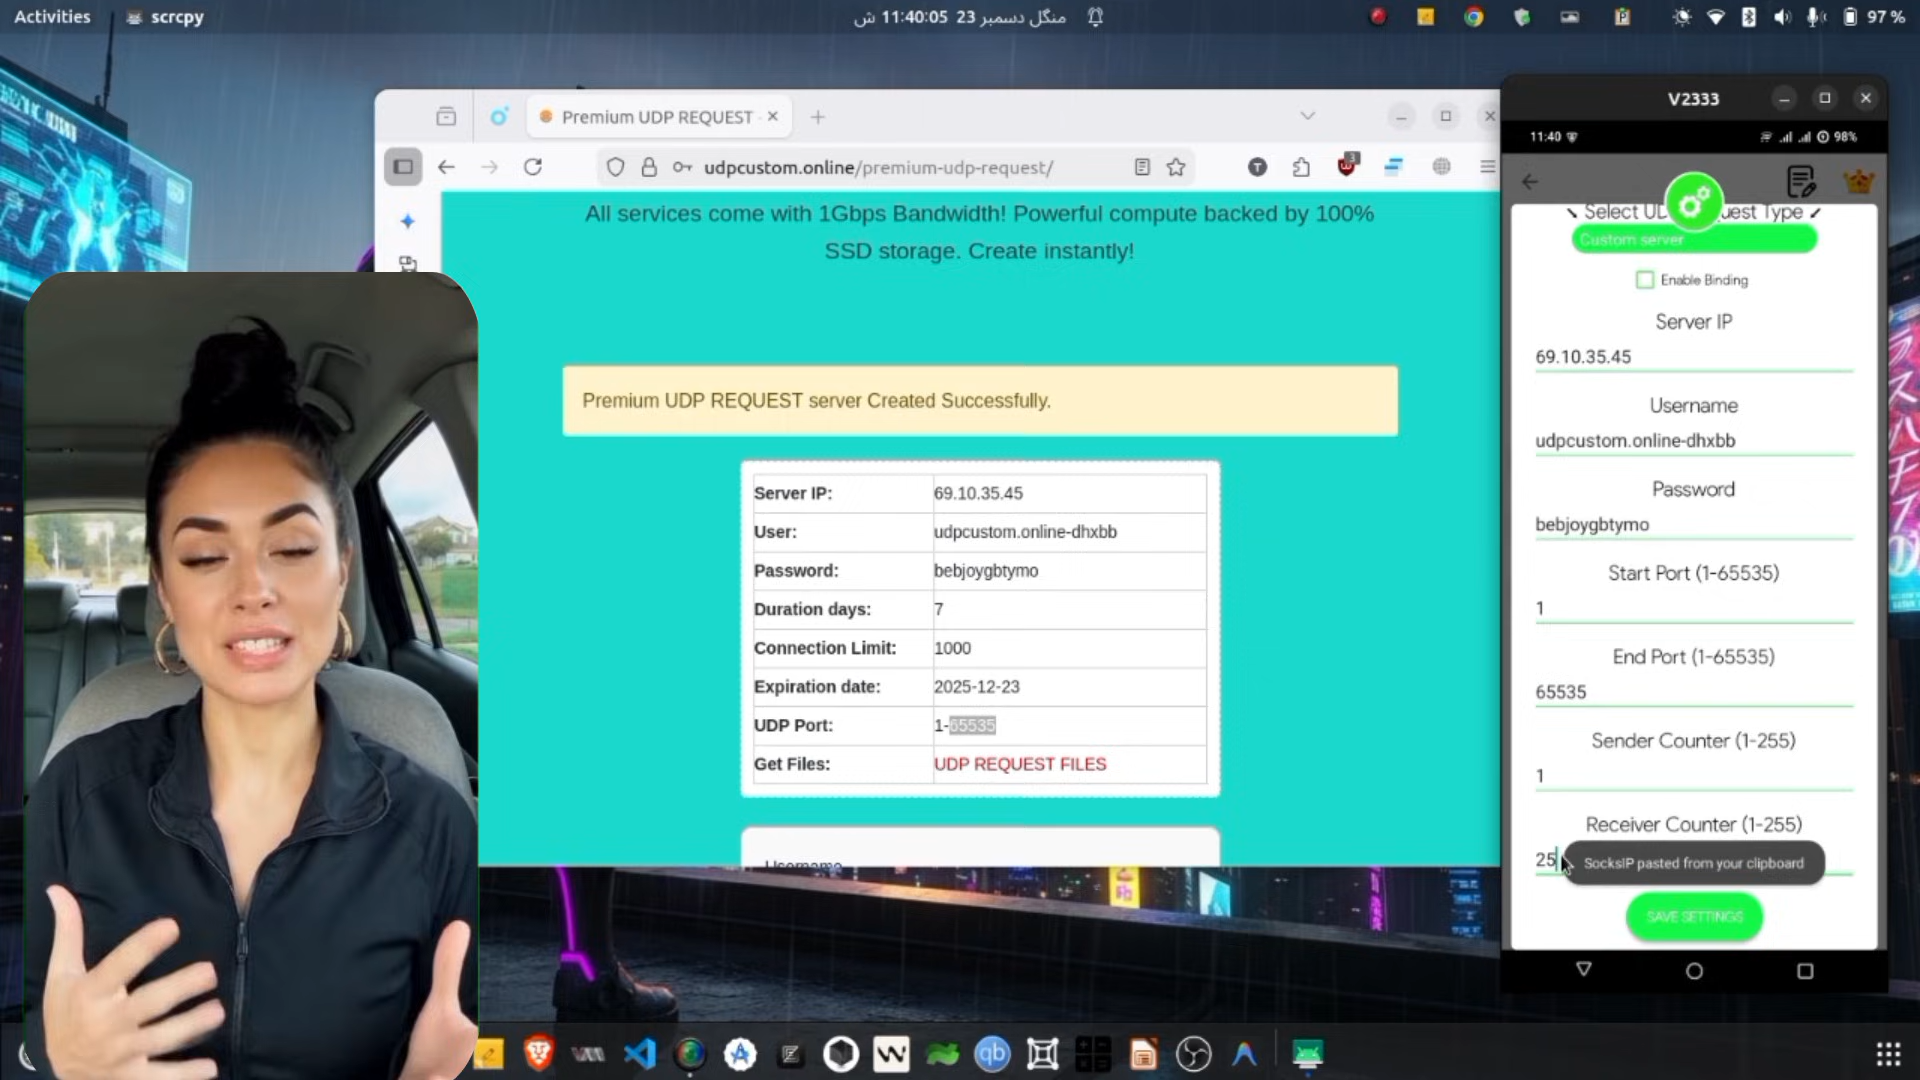 Activities
scrcpy
منگل دسمبر 23 11:40:05 ش
97 %
Premium UDP REQUEST
udpcustom.online/premium-udp-request/
3
All services come with 1Gbps Bandwidth! Powerful compute backed by 100%
SSD storage. Create instantly!
Premium UDP REQUEST server Created Successfully.
Server IP: 69.10.35.45
User: udpcustom.online-dhxbb
Password: bebjoygbtymo
Duration days: 7
Connection Limit: 1000
Expiration date: 2025-12-23
UDP Port: 1-65535
Get Files: UDP REQUEST FILES
Username
V2333
11:40
98%
Custom server
Enable Binding
Server IP
69.10.35.45
Username
udpcustom.online-dhxbb
Password
bebjoygbtymo
Start Port (1-65535)
1
End Port (1-65535)
65535
Sender Counter (1-255)
1
Receiver Counter (1-255)
25
SocksIP pasted from your clipboard
SAVE SETTINGS